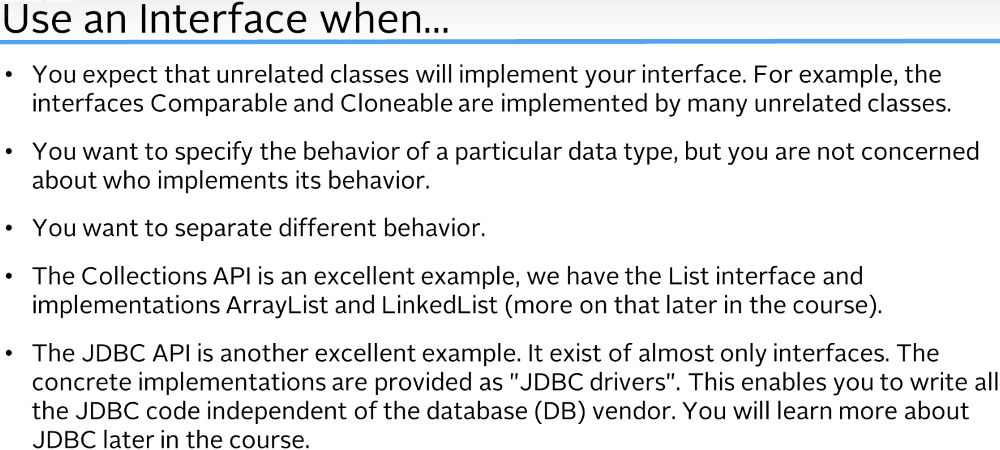 Use an Interface when...
• You expect that unrelated classes will implement your interface. For example, the
interfaces Comparable and Cloneable are implemented by many unrelated classes.
• You want to specify the behavior of a particular data type, but you are not concerned
about who implements its behavior.
• You want to separate different behavior.
• The Collections API is an excellent example, we have the List interface and
implementations ArrayList and LinkedList (more on that later in the course).
• The JDBC API is another excellent example. It exist of almost only interfaces. The
concrete implementations are provided as "JDBC drivers". This enables you to write all
the JDBC code independent of the database (DB) vendor. You will learn more about
JDBC later in the course.